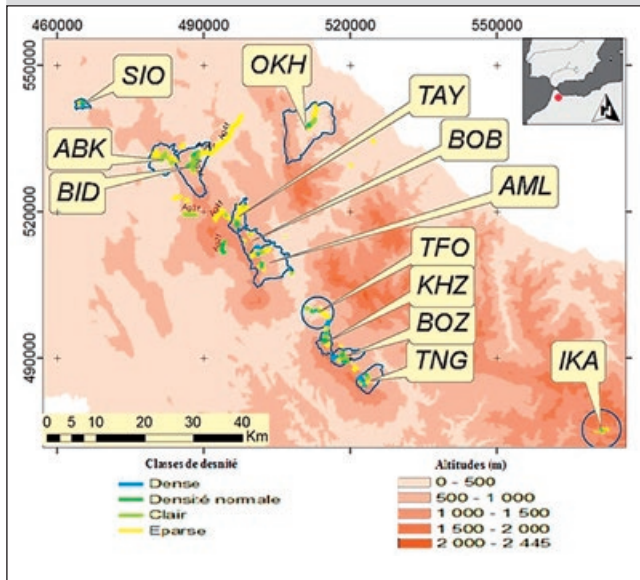 460000 490000 520000 550000
550000
520000
490000
SIO
OKH
TAY
ABK
BOB
BID
AML
TFO
KHZ
BOZ
TNG
IKA
0 5 10 20 30 40
Km
Classes de desnité
Dense
Densité normale
Clair
Eparse
Altitudes (m)
0 - 500
500 - 1 000
1 000 - 1 500
1 500 - 2 000
2 000 - 2 445